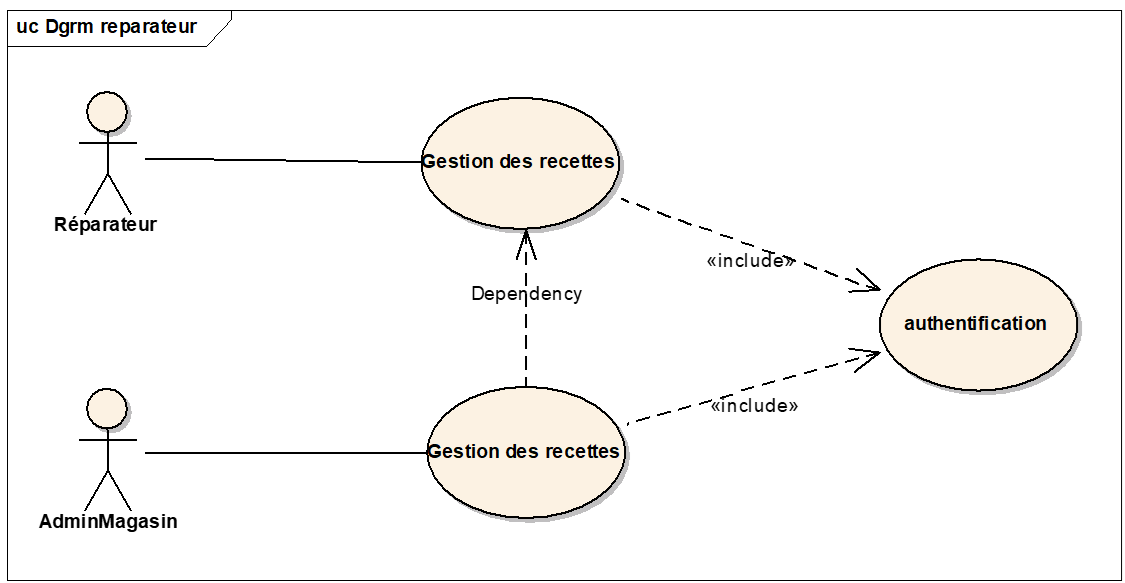 uc Dgrm reparateur
Gestion des recettes
Réparateur
«include»
Dependency
authentification
«include»
Gestion des recettes
AdminMagasin